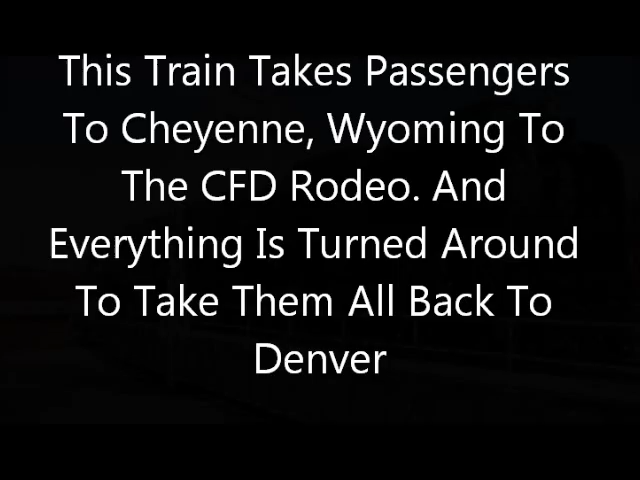 This Train Takes Passengers
To Cheyenne, Wyoming To
The CFD Rodeo. And
Everything Is Turned Around
To Take Them All Back To
Denver